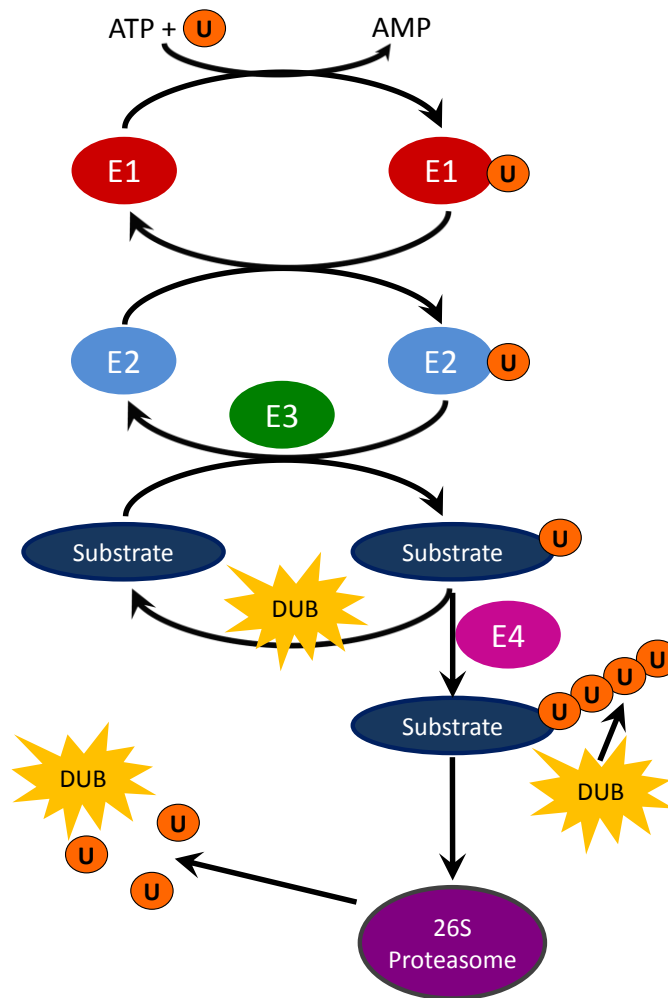 ATP + U AMP
E1 E1 U
E2 E2 U
E3
Substrate Substrate U
DUB
E4
Substrate U U U U
DUB
DUB
U
U
U
26S
Proteasome